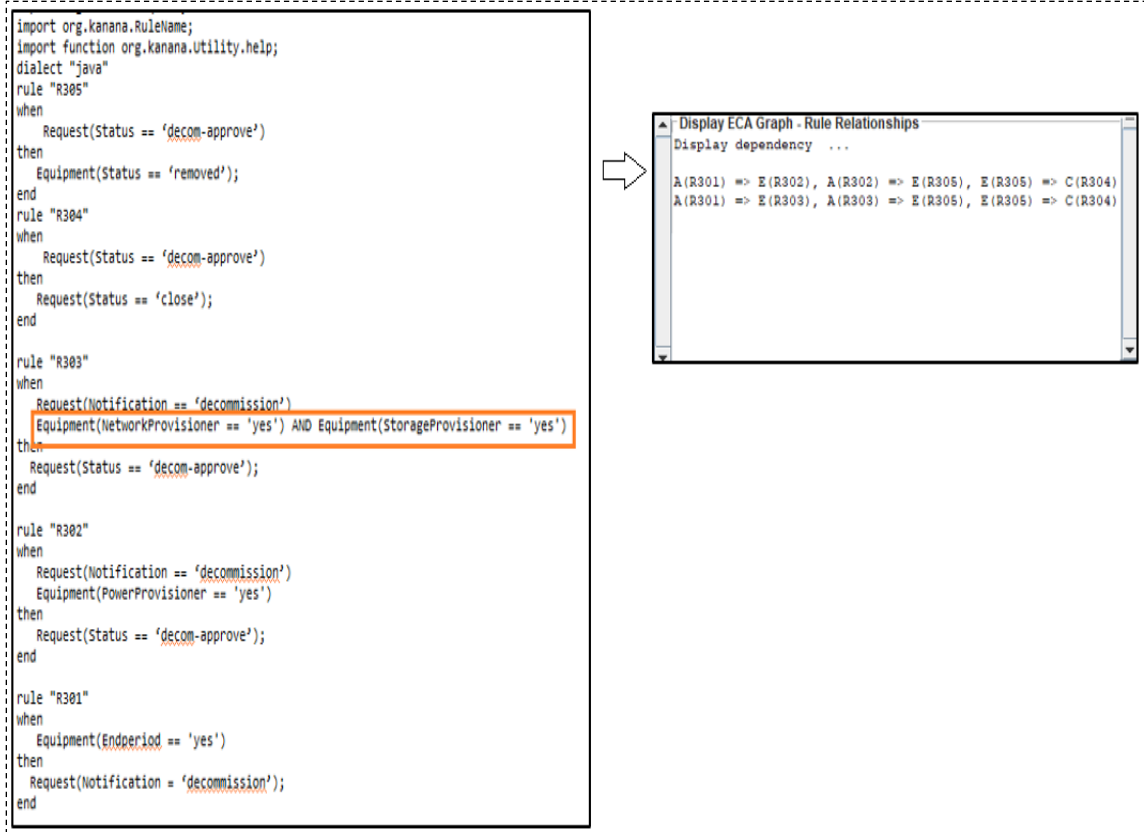 import org.kanana.RuleName;
import function org.kanana.Utility.help;
dialect "java"
rule "R305"
when
Request(Status == ‘decom-approve’)
then
Equipment(Status == ‘removed’);
end
rule "R304"
when
Request(Status == ‘decom-approve’)
then
Request(Status == ‘close’);
end
rule "R303"
when
Request(Notification == ‘decommission’)
Equipment(NetworkProvisioner == 'yes') AND Equipment(StorageProvisioner == 'yes')
then
Request(Status == ‘decom-approve’);
end
rule "R302"
when
Request(Notification == ‘decommission’)
Equipment(PowerProvisioner == 'yes')
then
Request(Status == ‘decom-approve’);
end
rule "R301"
when
Equipment(Endperiod == 'yes')
then
Request(Notification = ‘decommission’);
end
Display ECA Graph - Rule Relationships
Display dependency ...
A(R301) => E(R302), A(R302) => E(R305), E(R305) => C(R304)
A(R301) => E(R303), A(R303) => E(R305), E(R305) => C(R304)